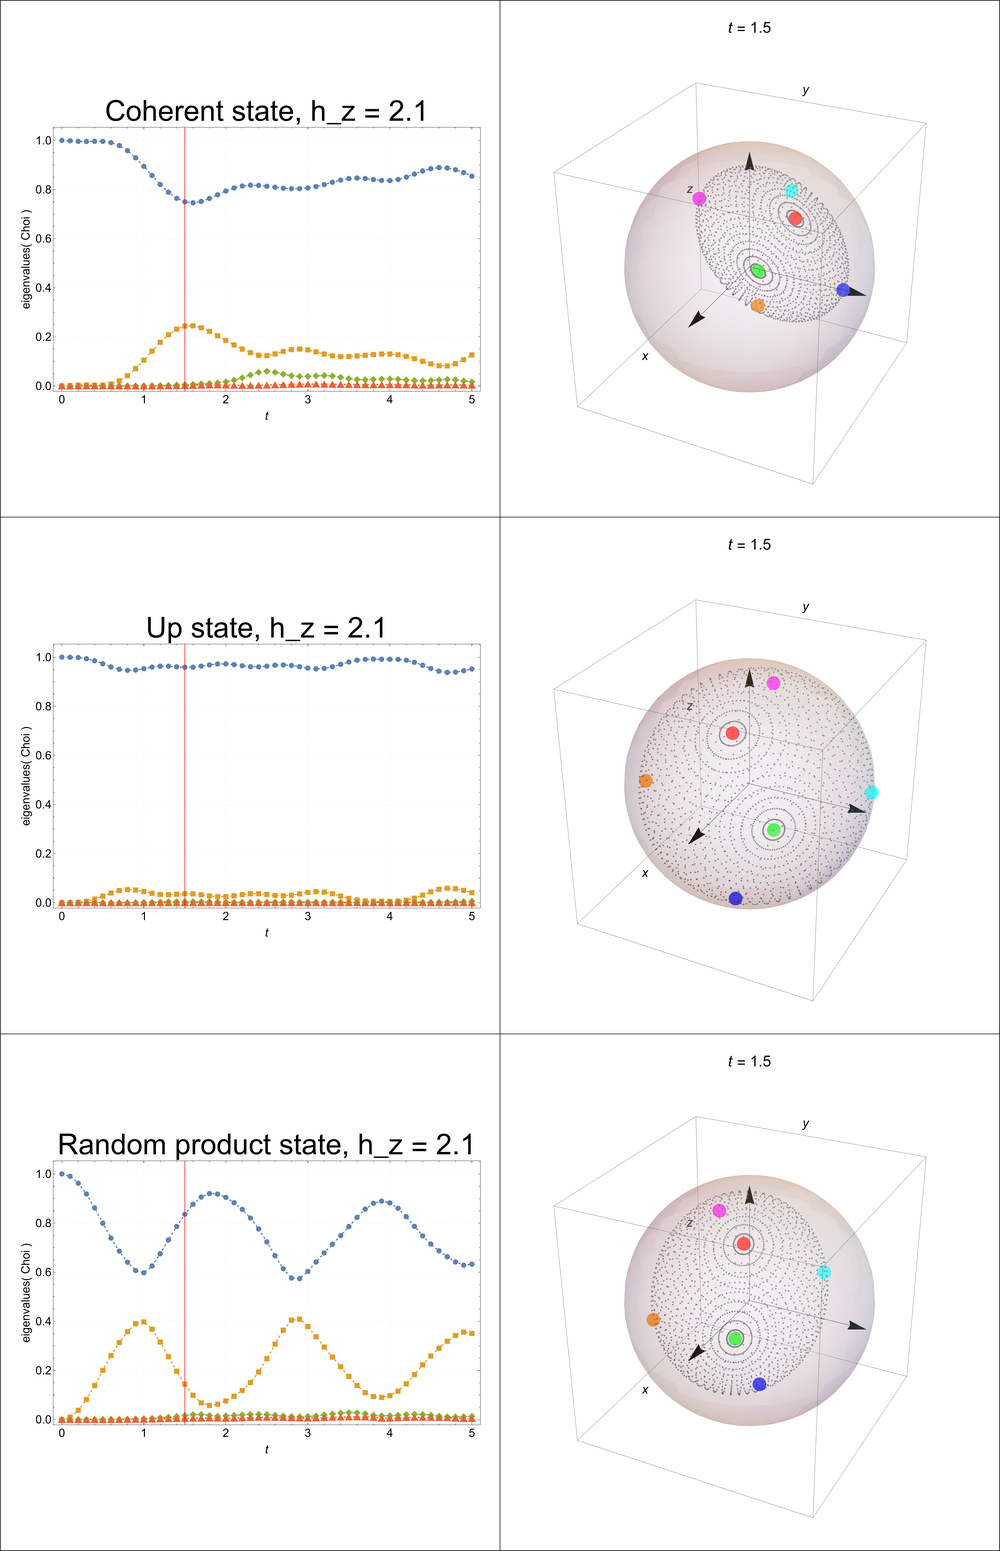 t = 1.5
y
Coherent state, h_z = 2.1
1.0
0.8
0.6
0.4
0.2
0.0
eigenvalues( Choi )
0 1 2 3 4 5
t
z
x
t = 1.5
y
Up state, h_z = 2.1
1.0
0.8
0.6
0.4
0.2
0.0
eigenvalues( Choi )
0 1 2 3 4 5
t
z
x
t = 1.5
y
Random product state, h_z = 2.1
1.0
0.8
0.6
0.4
0.2
0.0
eigenvalues( Choi )
0 1 2 3 4 5
t
z
x